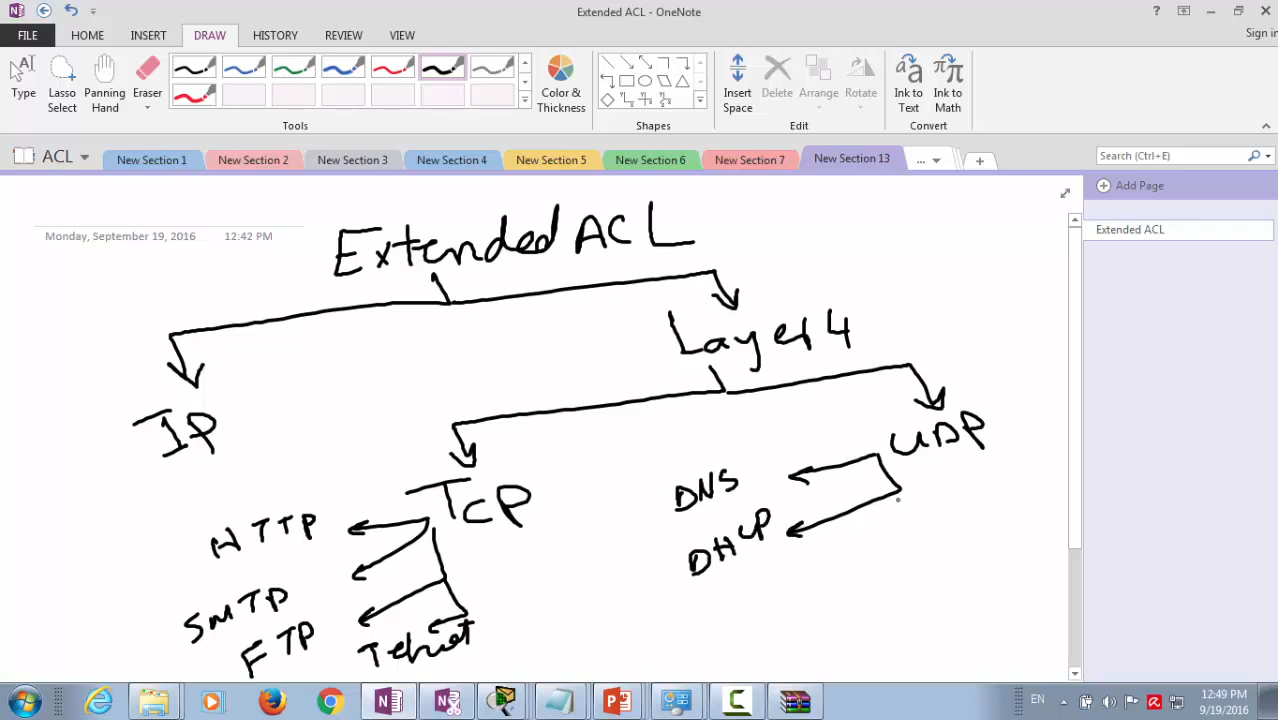 Extended ACL - OneNote
?
Sign in
FILE
HOME
INSERT
DRAW
HISTORY
REVIEW
VIEW
Type
Lasso Select
Panning Hand
Eraser
Color & Thickness
Insert Space
Delete
Arrange
Rotate
Ink to Text
Ink to Math
Tools
Shapes
Edit
Convert
ACL
New Section 1
New Section 2
New Section 3
New Section 4
New Section 5
New Section 6
New Section 7
New Section 13
...
Search (Ctrl+E)
Add Page
Extended ACL
Monday, September 19, 2016 12:42 PM
Extended ACL
Layer 4
IP
TCP
UDP
HTTP
SMTP
FTP
Telnet
DNS
DHCP
EN
12:49 PM
9/19/2016